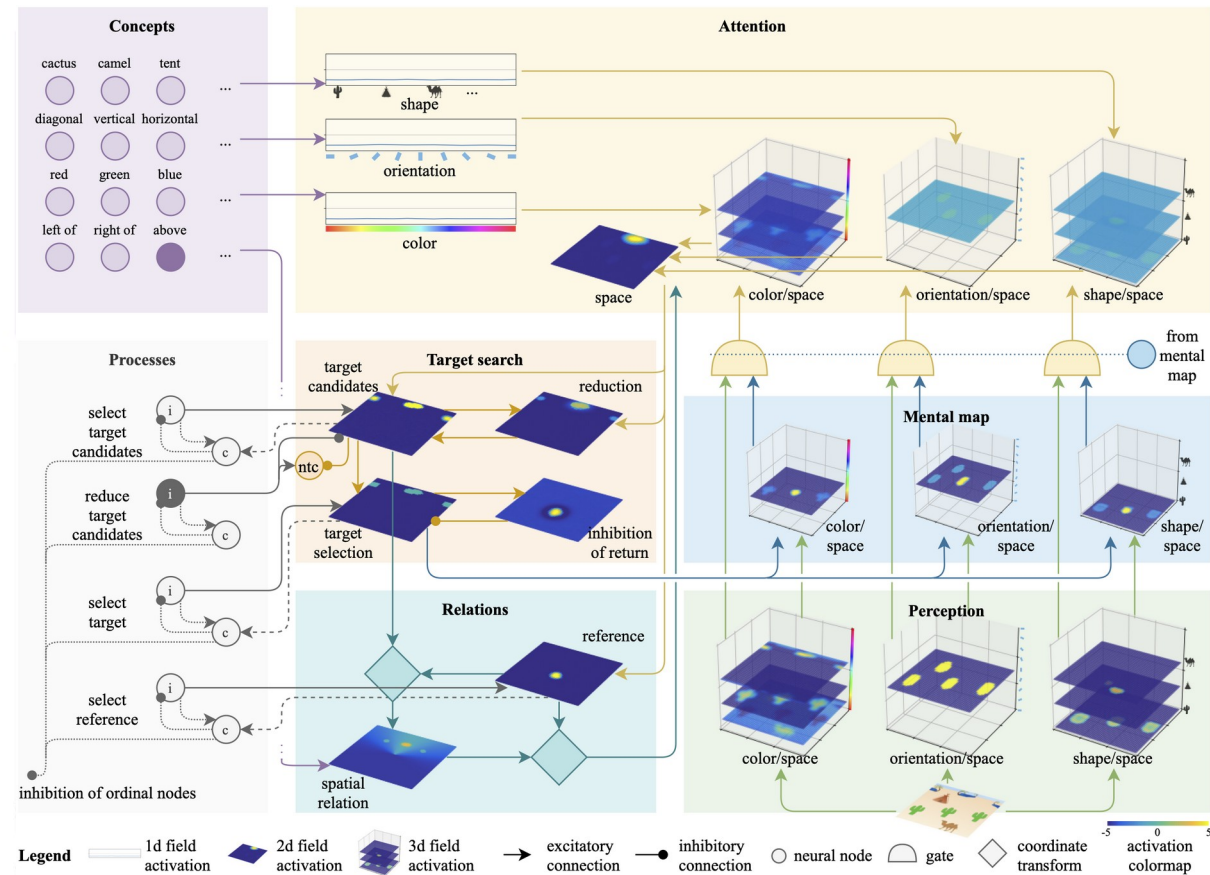 Concepts
cactus camel tent
...
diagonal vertical horizontal
...
red green blue
...
left of right of above
...
Attention
shape
...
orientation
color
space
color/space
orientation/space
shape/space
from
mental
map
Processes
select
target
candidates
i
c
reduce
target
candidates
i
c
select
target
i
c
select
reference
i
c
inhibition of ordinal nodes
Target search
target
candidates
reduction
ntc
target
selection
inhibition
of return
Mental map
color/
space
orientation/
space
shape/
space
Relations
reference
spatial
relation
Perception
color/space
orientation/space
shape/space
Legend
1d field
activation
2d field
activation
3d field
activation
excitatory
connection
inhibitory
connection
neural node
gate
coordinate
transform
-5 0 5
activation
colormap